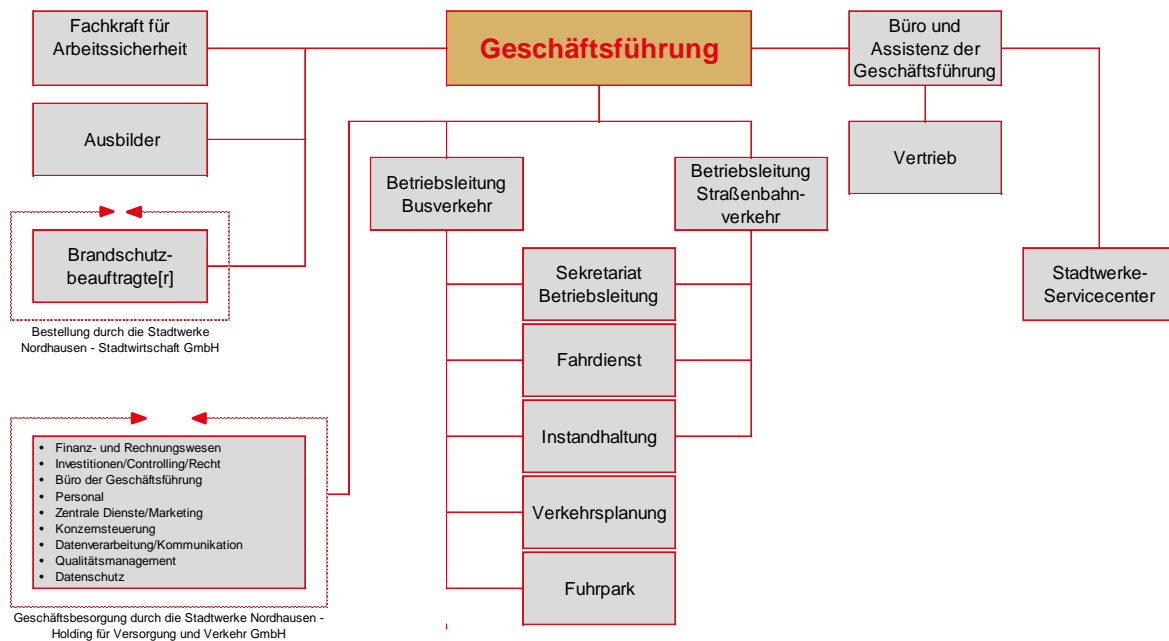 Fachkraft für
Arbeitssicherheit
Geschäftsführung
Büro und
Assistenz der
Geschäftsführung
Ausbilder
Vertrieb
Betriebsleitung
Busverkehr
Betriebsleitung
Straßenbahn-
verkehr
Brandschutz-
beauftragte[r]
Bestellung durch die Stadtwerke
Nordhausen - Stadtwirtschaft GmbH
Sekretariat
Betriebsleitung
Stadtwerke-
Servicecenter
Fahrdienst
Instandhaltung
Verkehrsplanung
Fuhrpark
• Finanz- und Rechnungswesen
• Investitionen/Controlling/Recht
• Büro der Geschäftsführung
• Personal
• Zentrale Dienste/Marketing
• Konzernsteuerung
• Datenverarbeitung/Kommunikation
• Qualitätsmanagement
• Datenschutz
Geschäftsbesorgung durch die Stadtwerke Nordhausen -
Holding für Versorgung und Verkehr GmbH